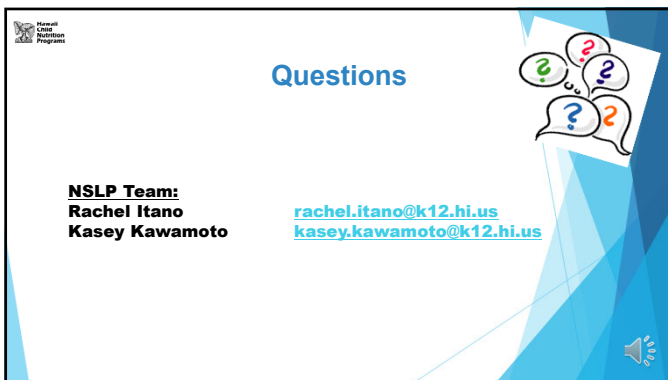 Hawaii
Child
Nutrition
Programs
Questions
? ? ? ? ?
NSLP Team:
Rachel Itano rachel.itano@k12.hi.us
Kasey Kawamoto kasey.kawamoto@k12.hi.us